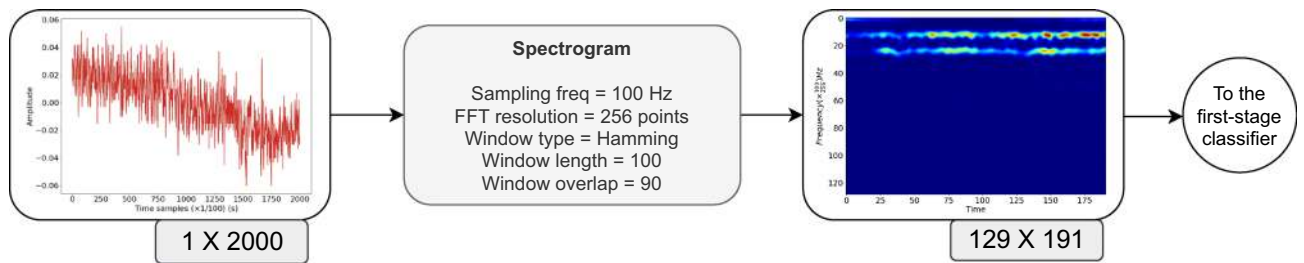 0.06
0.04
0.02
0.00
−0.02
−0.04
−0.06
Amplitude
0 250 500 750 1000 1250 1500 1750 2000
Time samples (×1/100) (s)
1 X 2000
Spectrogram
Sampling freq = 100 Hz
FFT resolution = 256 points
Window type = Hamming
Window length = 100
Window overlap = 90
0
20
40
60
80
100
120
0 25 50 75 100 125 150 175
Time
129 X 191
To the
first-stage
classifier